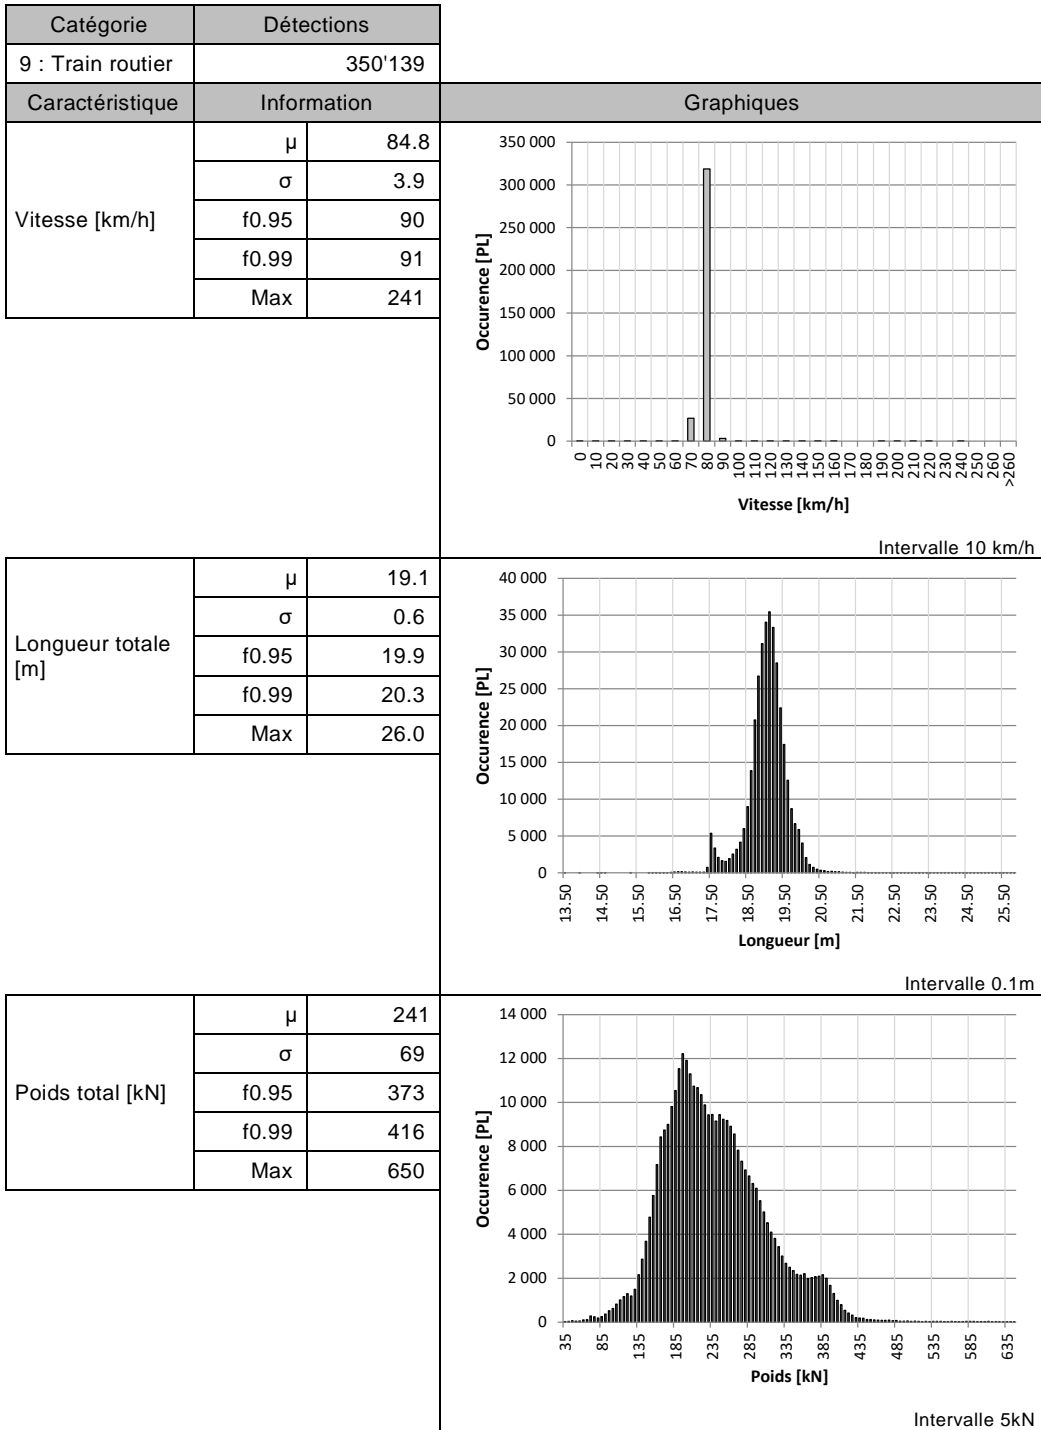 Catégorie Détections
9 : Train routier 350'139
Caractéristique Information Graphiques
Vitesse [km/h]
µ 84.8
σ 3.9
f0.95 90
f0.99 91
Max 241
350 000
300 000
250 000
200 000
150 000
100 000
50 000
0
Occurence [PL]
0 10 20 30 40 50 60 70 80 90 100 110 120 130 140 150 160 170 180 190 200 210 220 230 240 250 260 >260
Vitesse [km/h]
Intervalle 10 km/h
Longueur totale
[m]
µ 19.1
σ 0.6
f0.95 19.9
f0.99 20.3
Max 26.0
40 000
35 000
30 000
25 000
20 000
15 000
10 000
5 000
0
Occurence [PL]
13.50 14.50 15.50 16.50 17.50 18.50 19.50 20.50 21.50 22.50 23.50 24.50 25.50
Longueur [m]
Intervalle 0.1m
Poids total [kN]
µ 241
σ 69
f0.95 373
f0.99 416
Max 650
14 000
12 000
10 000
8 000
6 000
4 000
2 000
0
Occurence [PL]
35 85 135 185 235 285 335 385 435 485 535 585 635
Poids [kN]
Intervalle 5kN